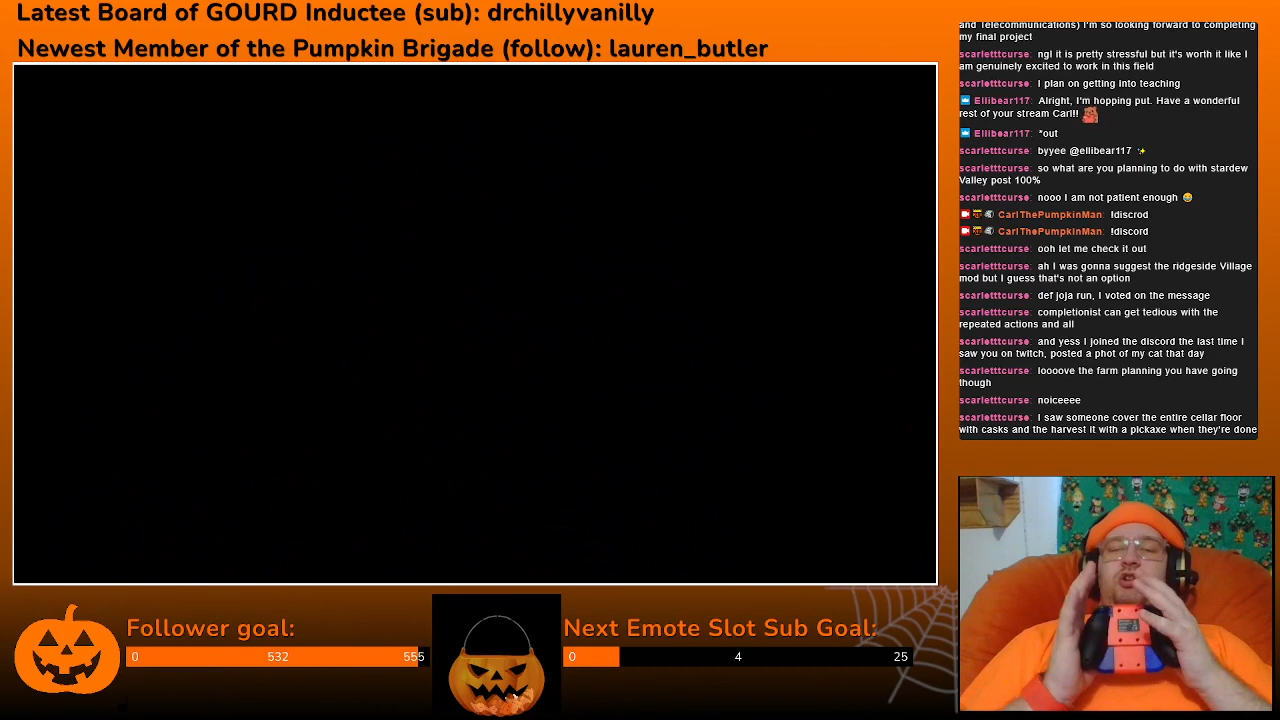 Latest Board of GOURD Inductee (sub): drchillyvanilly
Newest Member of the Pumpkin Brigade (follow): lauren_butler
and Telecommunications) I'm so looking forward to completing
my final project
scarletttcurse: ngl it is pretty stressful but it's worth it like I
am genuinely excited to work in this field
scarletttcurse: I plan on getting into teaching
Ellibear117: Alright, I'm hopping put. Have a wonderful
rest of your stream Carl!!
Ellibear117: *out
scarletttcurse: byyee @ellibear117
scarletttcurse: so what are you planning to do with stardew
Valley post 100%
scarletttcurse: nooo I am not patient enough
CarlThePumpkinMan: !discrod
CarlThePumpkinMan: !discord
scarletttcurse: ooh let me check it out
scarletttcurse: ah I was gonna suggest the ridgeside Village
mod but I guess that's not an option
scarletttcurse: def joja run, I voted on the message
scarletttcurse: completionist can get tedious with the
repeated actions and all
scarletttcurse: and yess I joined the discord the last time I
saw you on twitch, posted a phot of my cat that day
scarletttcurse: loooove the farm planning you have going
though
scarletttcurse: noiceeee
scarletttcurse: I saw someone cover the entire cellar floor
with casks and the harvest it with a pickaxe when they're done
Follower goal:
0 532 555
Next Emote Slot Sub Goal:
0 4 25